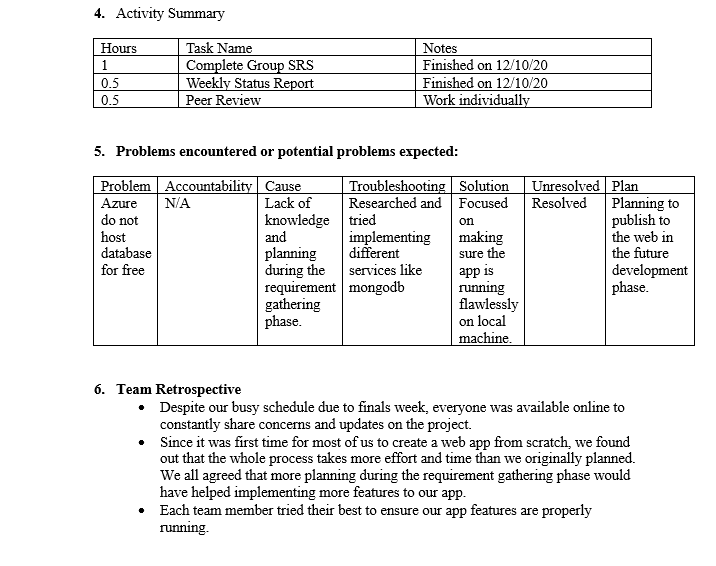 4. Activity Summary
Hours Task Name Notes
1 Complete Group SRS Finished on 12/10/20
0.5 Weekly Status Report Finished on 12/10/20
0.5 Peer Review Work individually
5. Problems encountered or potential problems expected:
Problem Accountability Cause Troubleshooting Solution Unresolved Plan
Azure N/A Lack of Researched and Focused Resolved Planning to
do not knowledge tried on publish to
host and implementing making the web in
database planning different sure the the future
for free during the services like app is development
requirement mongodb running phase.
gathering flawlessly
phase. on local
machine.
6. Team Retrospective
• Despite our busy schedule due to finals week, everyone was available online to
constantly share concerns and updates on the project.
• Since it was first time for most of us to create a web app from scratch, we found
out that the whole process takes more effort and time than we originally planned.
We all agreed that more planning during the requirement gathering phase would
have helped implementing more features to our app.
• Each team member tried their best to ensure our app features are properly
running.